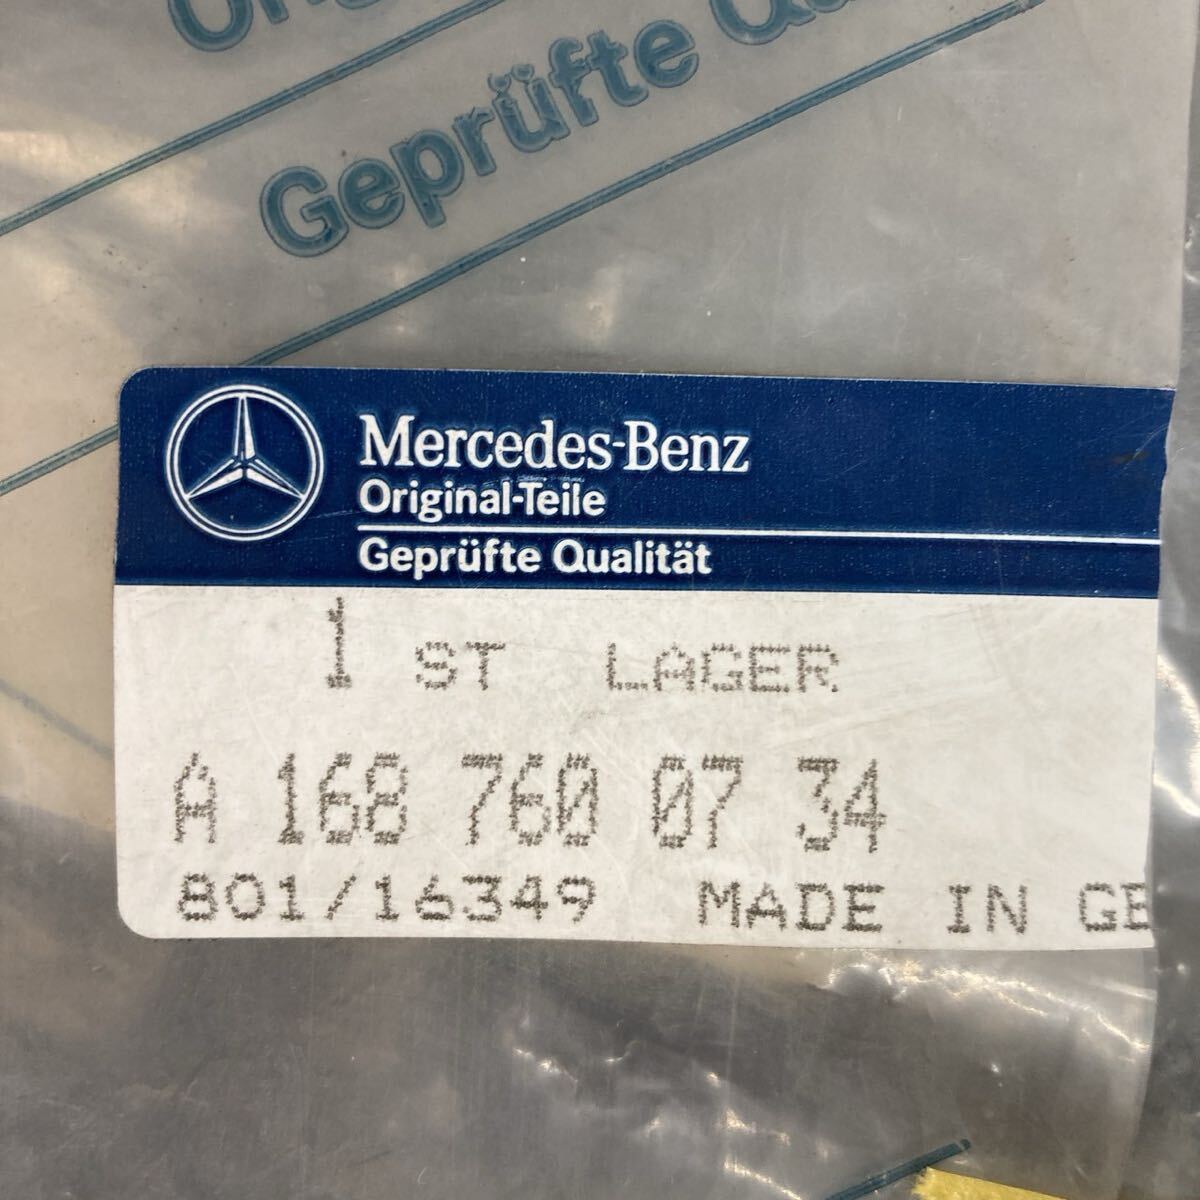 Geprüfte
Mercedes-Benz
Original-Teile
Geprüfte Qualität
1 ST LAGER
A 168 760 07 34
801/16349 MADE IN GE